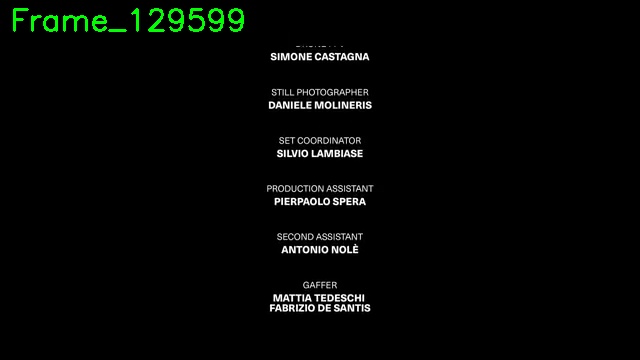 Frame_129599
SIMONE CASTAGNA
STILL PHOTOGRAPHER
DANIELE MOLINERIS
SET COORDINATOR
SILVIO LAMBIASE
PRODUCTION ASSISTANT
PIERPAOLO SPERA
SECOND ASSISTANT
ANTONIO NOLÈ
GAFFER
MATTIA TEDESCHI
FABRIZIO DE SANTIS